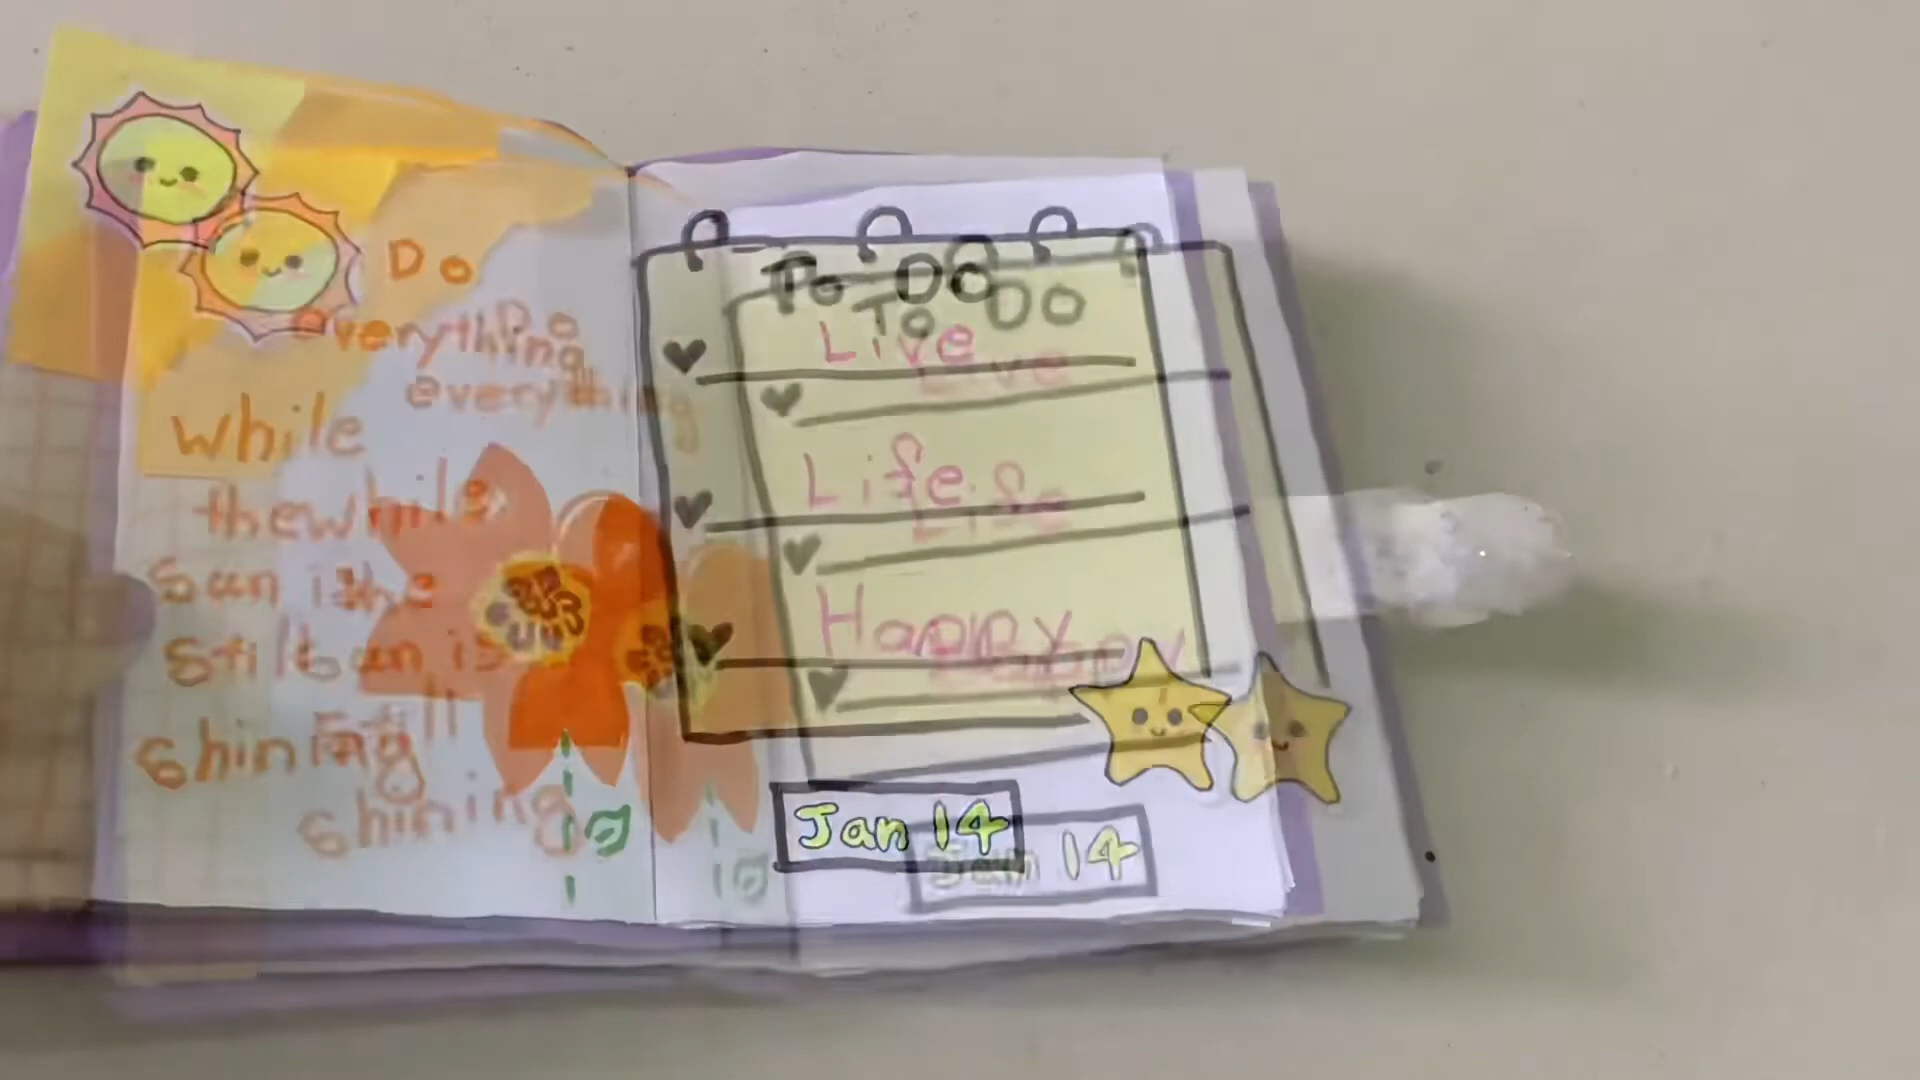 Do
everything
while
the
Sun is
still
shining
To Do
Live
Life
Happy
Jan 14